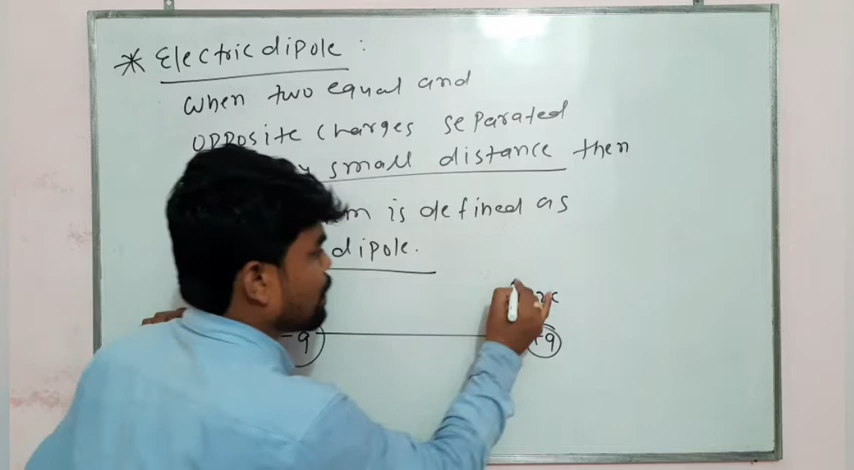 * Electric dipole :
When two equal and
opposite charges separated
small distance then
is defined as
dipole.
-q +q